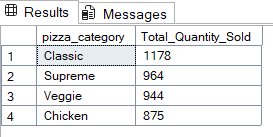 Results Messages
pizza_category Total_Quantity_Sold
1 Classic 1178
2 Supreme 964
3 Veggie 944
4 Chicken 875